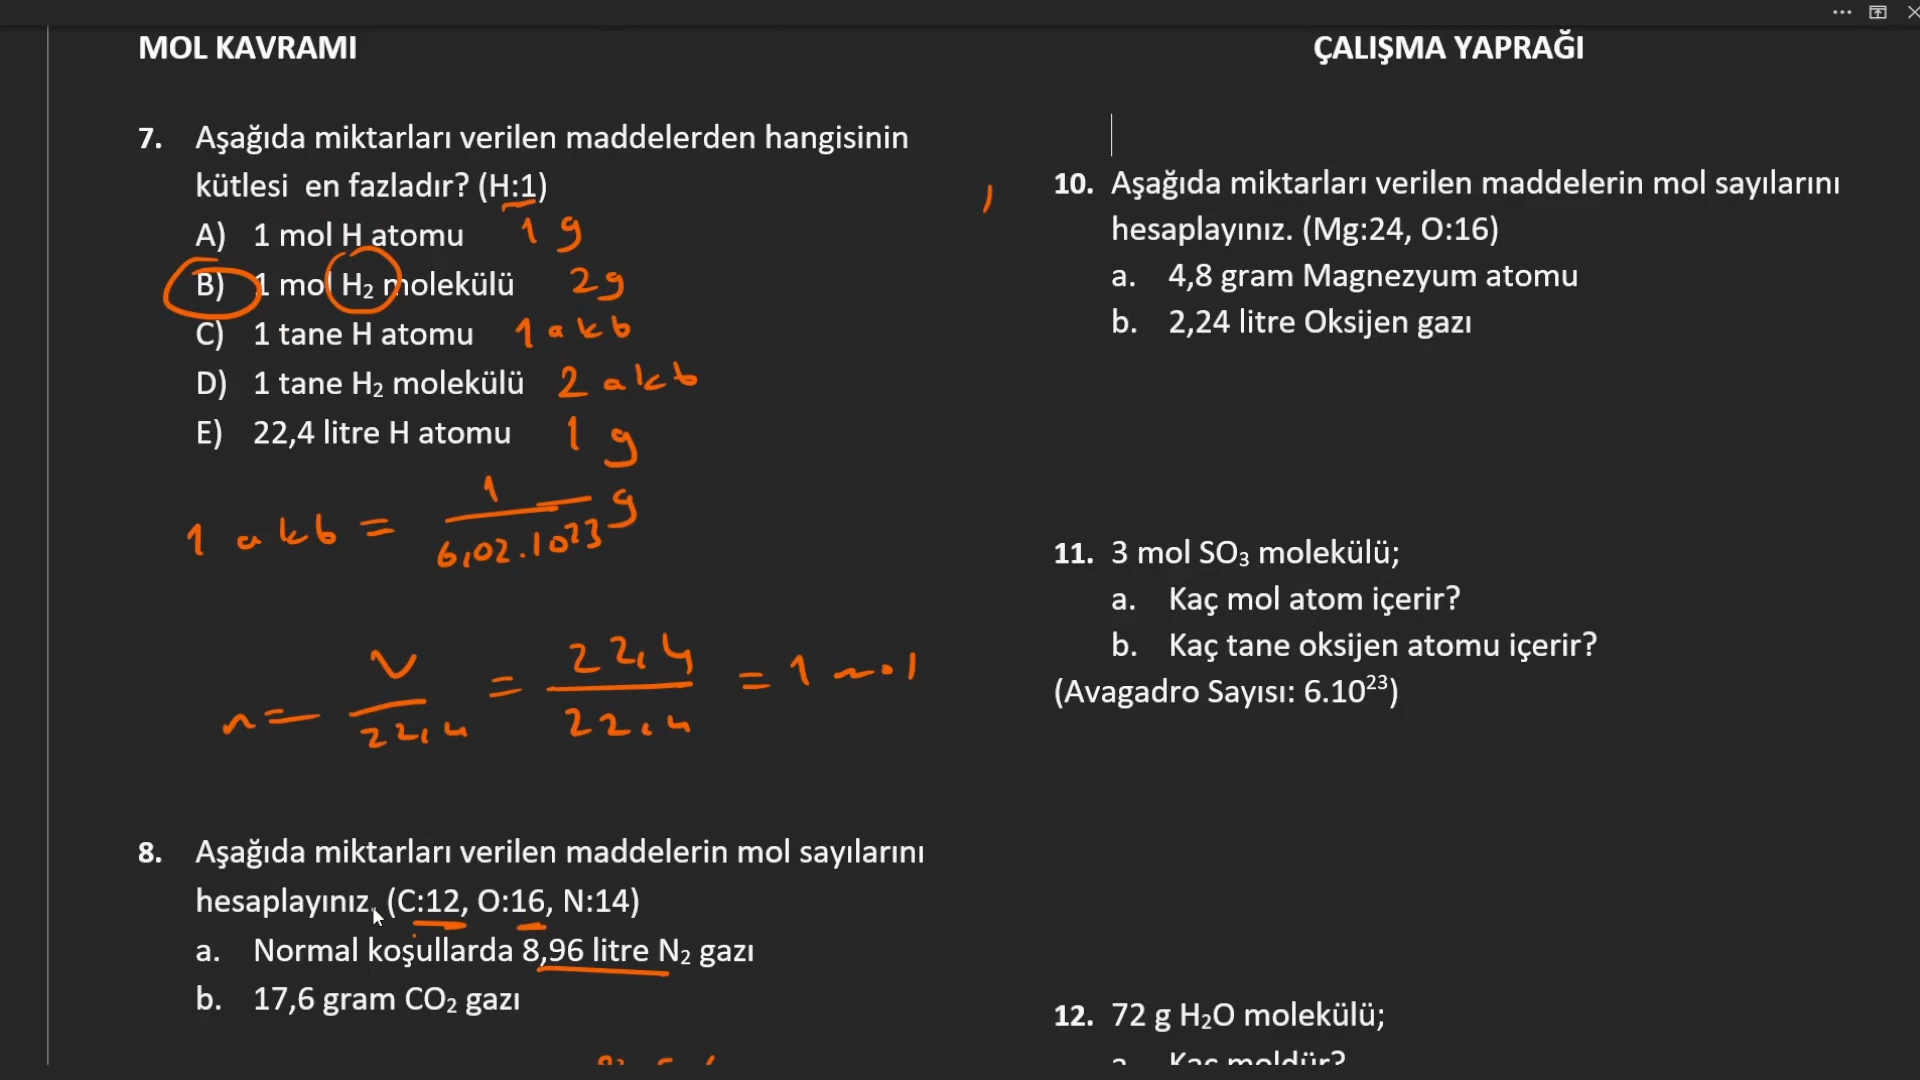 MOL KAVRAMI
ÇALIŞMA YAPRAĞI
7. Aşağıda miktarları verilen maddelerden hangisinin
kütlesi en fazladır? (H:1)
A) 1 mol H atomu 1 g
B) 1 mol H₂ molekülü 2g
C) 1 tane H atomu 1 akb
D) 1 tane H₂ molekülü 2 akb
E) 22,4 litre H atomu 1 g
1 akb = 1/6,02.10²³ g
n = V/22,4 = 22,4/22,4 = 1 mol
8. Aşağıda miktarları verilen maddelerin mol sayılarını
hesaplayınız. (C:12, O:16, N:14)
a. Normal koşullarda 8,96 litre N₂ gazı
b. 17,6 gram CO₂ gazı
10. Aşağıda miktarları verilen maddelerin mol sayılarını
hesaplayınız. (Mg:24, O:16)
a. 4,8 gram Magnezyum atomu
b. 2,24 litre Oksijen gazı
11. 3 mol SO₃ molekülü;
a. Kaç mol atom içerir?
b. Kaç tane oksijen atomu içerir?
(Avagadro Sayısı: 6.10²³)
12. 72 g H₂O molekülü;
a. Kaç moldür?